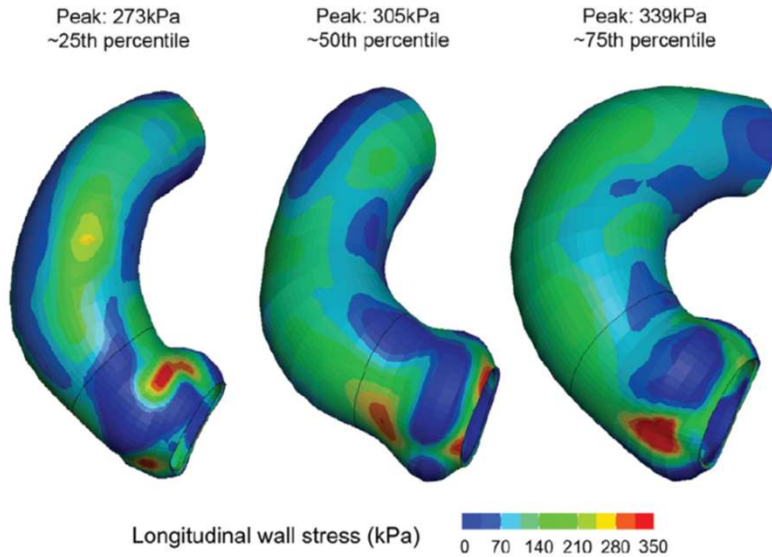 Peak: 273kPa
~25th percentile
Peak: 305kPa
~50th percentile
Peak: 339kPa
~75th percentile
Longitudinal wall stress (kPa)
0 70 140 210 280 350